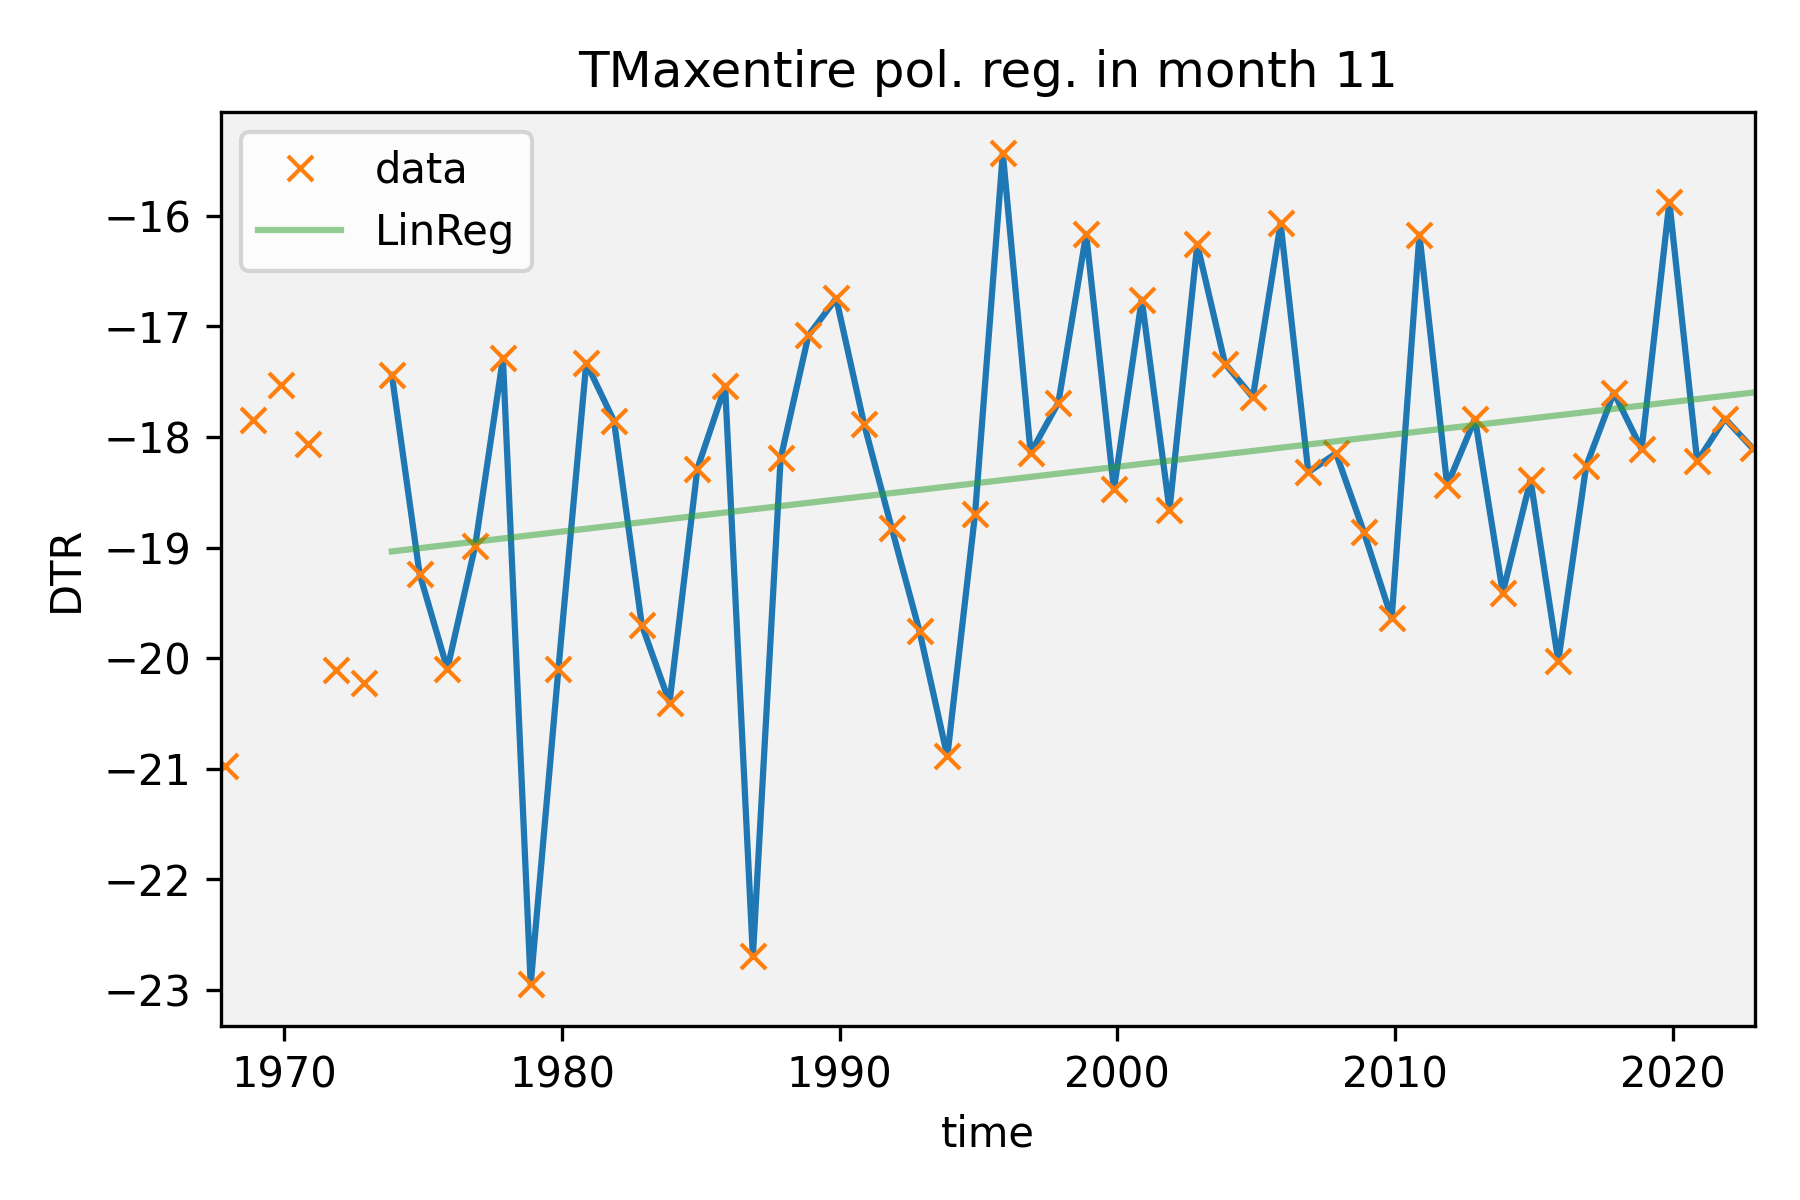 TMaxentire pol. reg. in month 11
data
LinReg
DTR
−16
−17
−18
−19
−20
−21
−22
−23
1970 1980 1990 2000 2010 2020
time